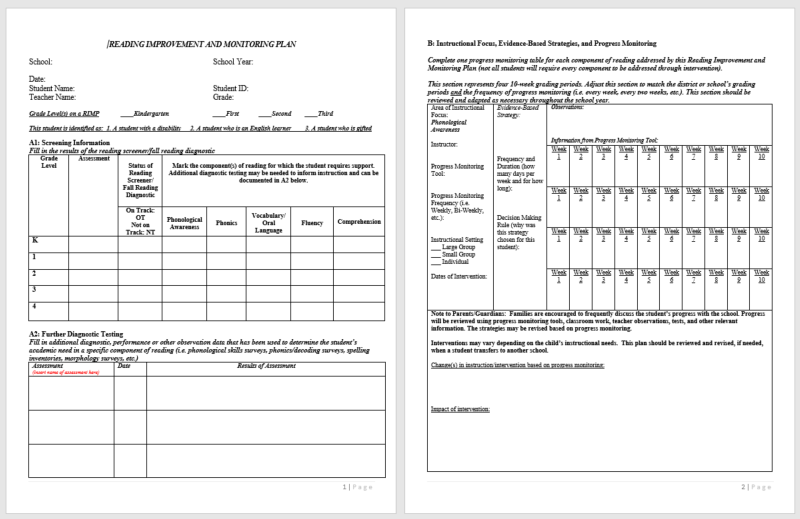 READING IMPROVEMENT AND MONITORING PLAN
School: School Year:
Date:
Student Name: Student ID:
Teacher Name: Grade:
Grade Level(s) on a RIMP ____Kindergarten ____First ____Second ____Third
This student is identified as: 1. A student with a disability 2. A student who is an English learner 3. A student who is gifted
A1: Screening Information
Fill in the results of the reading screener/fall reading diagnostic
Grade Level
Assessment
Status of Reading Screener/ Fall Reading Diagnostic
Mark the component(s) of reading for which the student requires support.
Additional diagnostic testing may be needed to inform instruction and can be
documented in A2 below.
On Track: OT
Not on Track: NT
Phonological Awareness
Phonics
Vocabulary/ Oral Language
Fluency
Comprehension
K
1
2
3
4
A2: Further Diagnostic Testing
Fill in additional diagnostic, performance or other observation data that has been used to determine the student's
academic need in a specific component of reading (i.e. phonological skills surveys, phonics/decoding surveys, spelling
inventories, morphology surveys, etc.)
Assessment Date Results of Assessment
(insert name of assessment here)
1 | Page
B: Instructional Focus, Evidence-Based Strategies, and Progress Monitoring
Complete one progress monitoring table for each component of reading addressed by this Reading Improvement and
Monitoring Plan (not all students will require every component to be addressed through intervention).
This section represents four 10-week grading periods. Adjust this section to match the district or school's grading
periods and the frequency of progress monitoring (i.e. every week, every two weeks, etc.). This section should be
reviewed and adapted as necessary throughout the school year.
Area of Instructional
Focus:
Phonological
Awareness
Instructor:
Progress Monitoring
Tool:
Progress Monitoring
Frequency (i.e.
Weekly, Bi-Weekly,
etc.):
Instructional Setting
___ Large Group
___ Small Group
___ Individual
Dates of Intervention:
Evidence-Based
Strategy:
Frequency and
Duration (how
many days per
week and for how
long):
Decision Making
Rule (why was
this strategy
chosen for this
student):
Observations:
Information from Progress Monitoring Tool:
Week Week Week Week Week Week Week Week Week Week
1 2 3 4 5 6 7 8 9 10
Week Week Week Week Week Week Week Week Week Week
1 2 3 4 5 6 7 8 9 10
Week Week Week Week Week Week Week Week Week Week
1 2 3 4 5 6 7 8 9 10
Week Week Week Week Week Week Week Week Week Week
1 2 3 4 5 6 7 8 9 10
Note to Parents/Guardians: Families are encouraged to frequently discuss the student's progress with the school. Progress
will be reviewed using progress monitoring tools, classroom work, teacher observations, tests, and other relevant
information. The strategies may be revised based on progress monitoring.
Interventions may vary depending on the child's instructional needs. This plan should be reviewed and revised, if needed,
when a student transfers to another school.
Change(s) in instruction/intervention based on progress monitoring:
Impact of intervention:
2 | Page